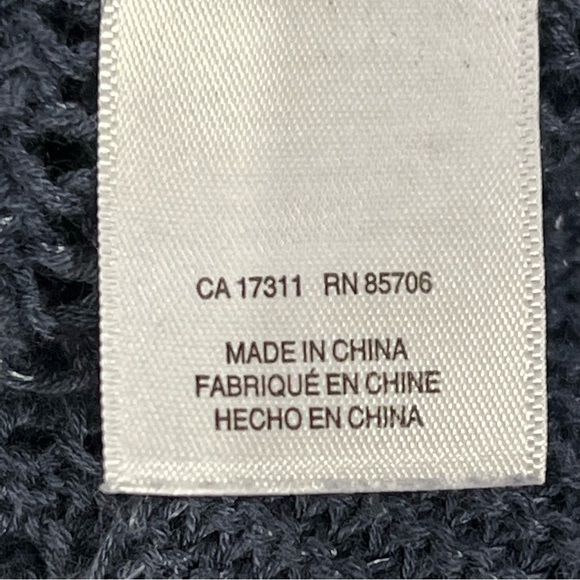 CA 17311 RN 85706
MADE IN CHINA
FABRIQUÉ EN CHINE
HECHO EN CHINA